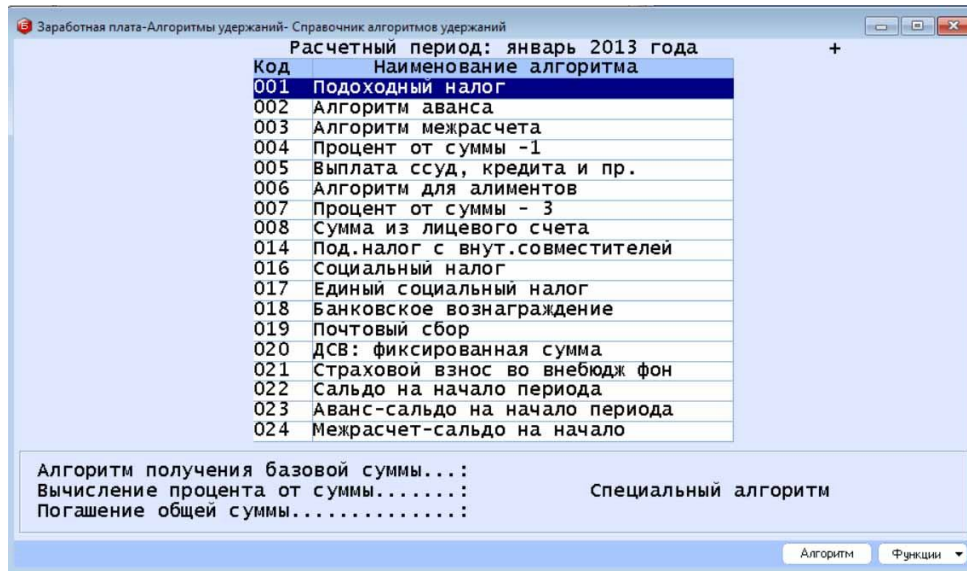 Заработная плата-Алгоритмы удержаний- Справочник алгоритмов удержаний
Расчетный период: январь 2013 года +
Код Наименование алгоритма
001 Подоходный налог
002 Алгоритм аванса
003 Алгоритм межрасчета
004 Процент от суммы -1
005 Выплата ссуд, кредита и пр.
006 Алгоритм для алиментов
007 Процент от суммы - 3
008 Сумма из лицевого счета
014 Под.налог с внут.совместителей
016 Социальный налог
017 Единый социальный налог
018 Банковское вознаграждение
019 Почтовый сбор
020 ДСВ: фиксированная сумма
021 Страховой взнос во внебюдж фон
022 Сальдо на начало периода
023 Аванс-сальдо на начало периода
024 Межрасчет-сальдо на начало
Алгоритм получения базовой суммы...:
Вычисление процента от суммы.......: Специальный алгоритм
Погашение общей суммы..............:
Алгоритм Функции